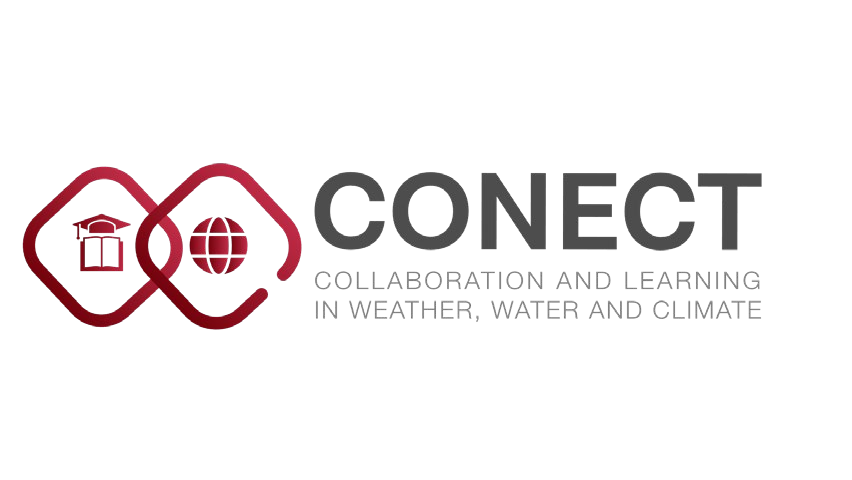 CONECT
COLLABORATION AND LEARNING
IN WEATHER, WATER AND CLIMATE